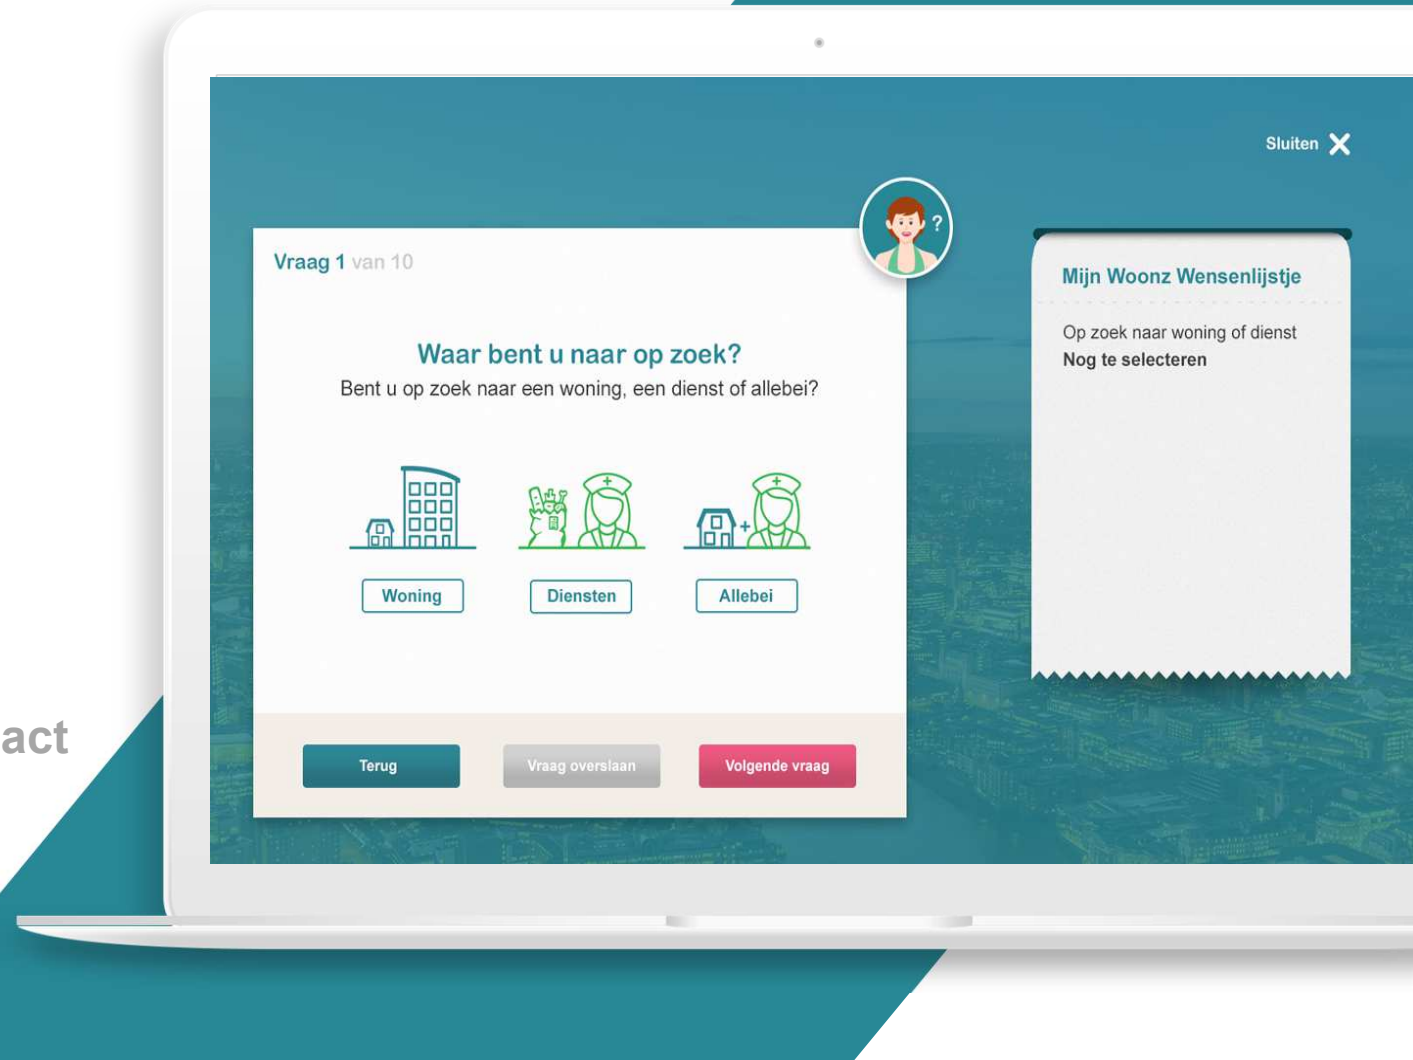 Sluiten
Vraag 1 van 10
?
Waar bent u naar op zoek?
Bent u op zoek naar een woning, een dienst of allebei?
Woning
Diensten
Allebei
Terug
Vraag overslaan
Volgende vraag
Mijn Woonz Wensenlijstje
Op zoek naar woning of dienst
Nog te selecteren
act